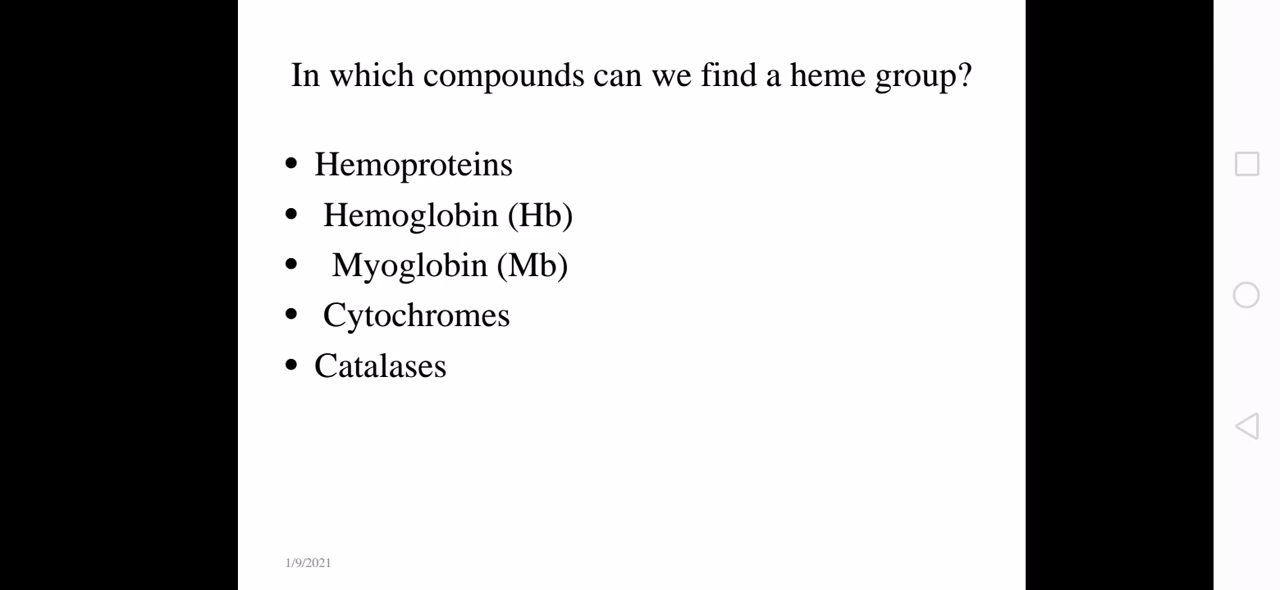 In which compounds can we find a heme group?
• Hemoproteins
• Hemoglobin (Hb)
• Myoglobin (Mb)
• Cytochromes
• Catalases
1/9/2021